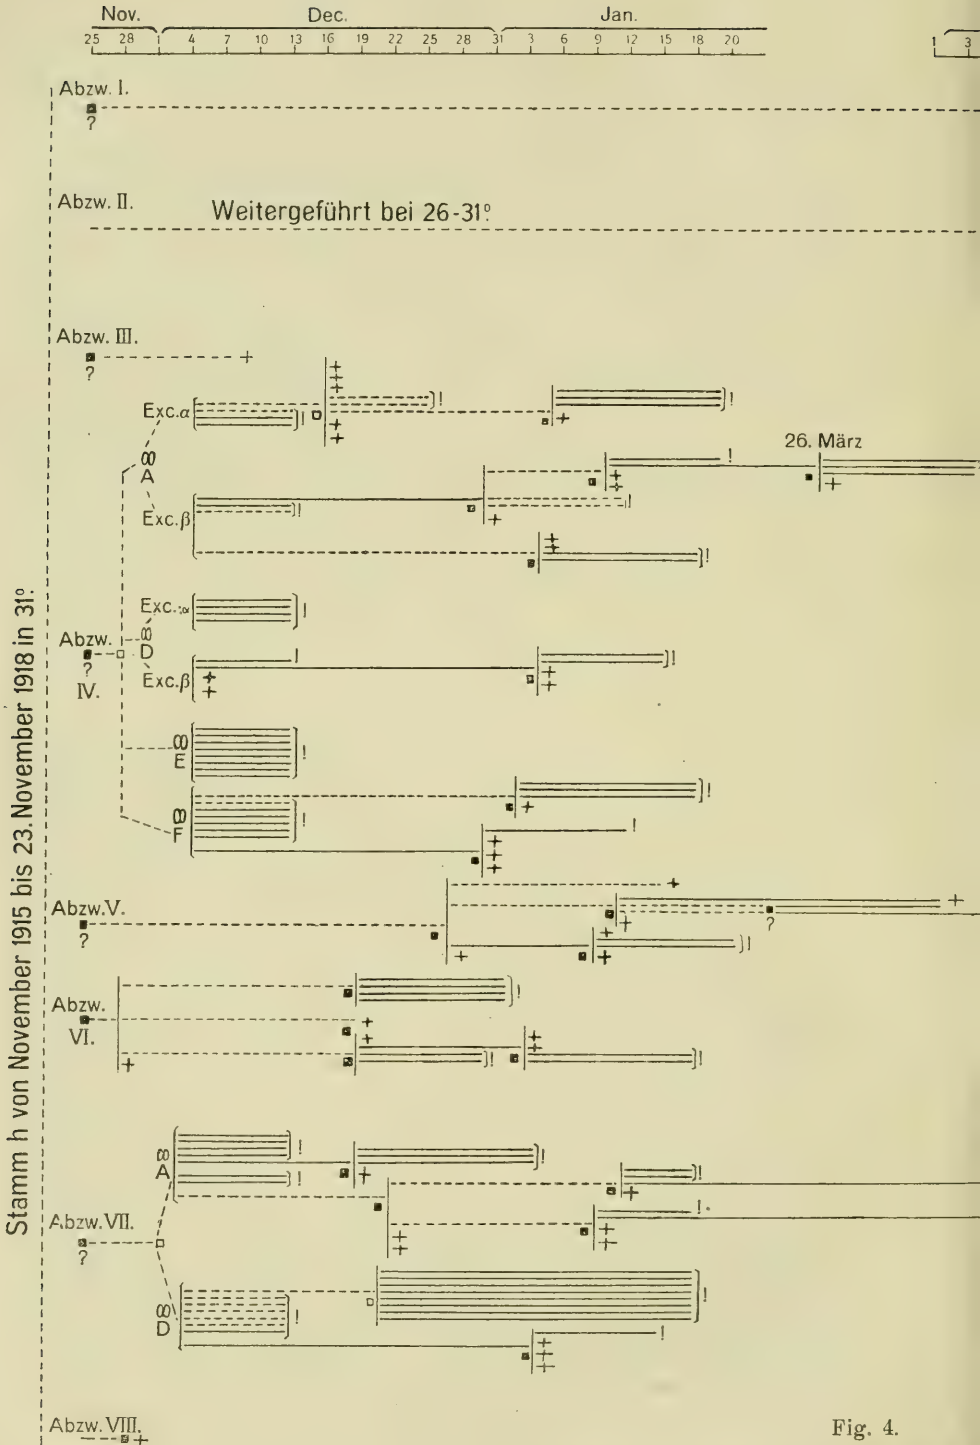 Nov. Dec. Jan.
25 28 1 4 7 10 13 16 19 22 25 28 31 3 6 9 12 15 18 20 1 3
Abzw. I.
?
Abzw. II. Weitergeführt bei 26-31°.
Abzw. III.
?
Exc. α
!
!
!
26. März
A
!
Exc. β
!
!
!
Exc. α
!
Abzw.
D
?
IV.
Exc. β
!
!
E
!
!
F
!
!
Abzw. V.
?
?
!
Abzw.
VI.
!
!
!
A
!
!
!
!
Abzw. VII.
?
!
D
!
!
!
Abzw. VIII.
Stamm h von November 1915 bis 23. November 1918 in 31°.
Fig. 4.